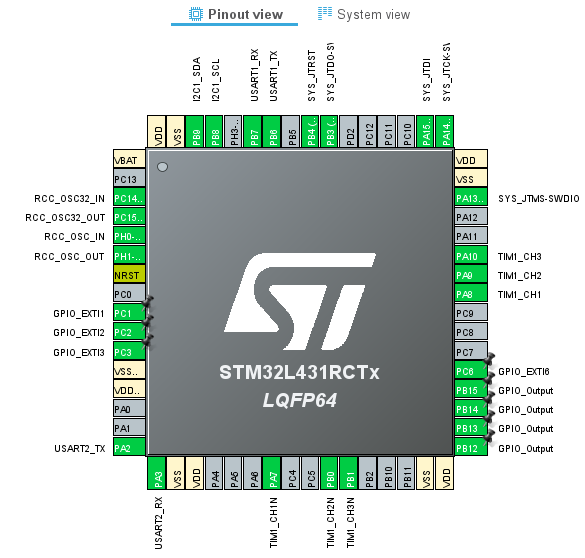 Pinout view
System view
I2C1_SDA
I2C1_SCL
USART1_RX
USART1_TX
SYS_JTRST
SYS_JTDO-SW
SYS_JTDI
SYS_JTCK-SW
VDD
VSS
PB9
PB8
PH3-..
PB7
PB6
PB5
PB4 (..
PB3 (..
PD2
PC12
PC11
PC10
PA15..
PA14..
VBAT
PC13
RCC_OSC32_IN PC14..
RCC_OSC32_OUT PC15..
RCC_OSC_IN PH0-..
RCC_OSC_OUT PH1-..
NRST
PC0
GPIO_EXTI1 PC1
GPIO_EXTI2 PC2
GPIO_EXTI3 PC3
VSS..
VDD..
PA0
PA1
USART2_TX PA2
ST
STM32L431RCTx
LQFP64
VDD
VSS
PA13.. SYS_JTMS-SWDIO
PA12
PA11
PA10 TIM1_CH3
PA9 TIM1_CH2
PA8 TIM1_CH1
PC9
PC8
PC7
PC6 GPIO_EXTI6
PB15 GPIO_Output
PB14 GPIO_Output
PB13 GPIO_Output
PB12 GPIO_Output
PA3
VSS
VDD
PA4
PA5
PA6
PA7
PC4
PC5
PB0
PB1
PB2
PB10
PB11
VSS
VDD
USART2_RX
TIM1_CH1N
TIM1_CH2N
TIM1_CH3N